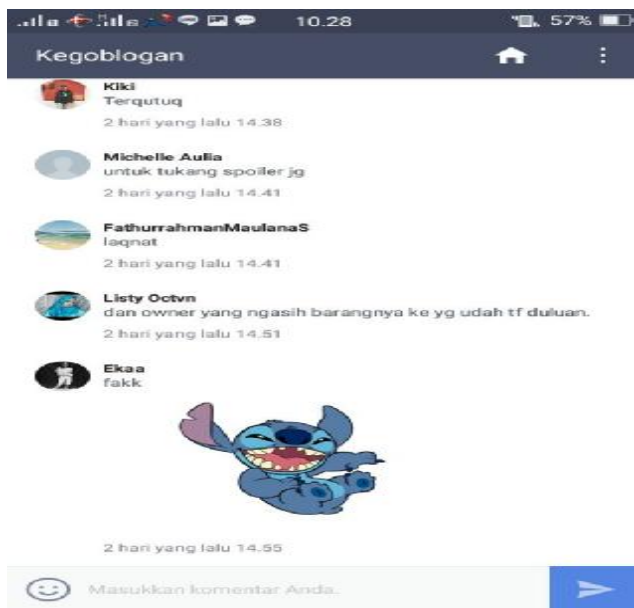 10.28
57%
Kegoblogan
Kiki
Terqutuq
2 hari yang lalu 14.38
Michelle Aulia
untuk tukang spoiler jg
2 hari yang lalu 14.41
FathurrahmanMaulanaS
laqnat
2 hari yang lalu 14.41
Listy Octvn
dan owner yang ngasih barangnya ke yg udah tf duluan.
2 hari yang lalu 14.51
Ekaa
fakk
2 hari yang lalu 14.55
Masukkan komentar Anda.